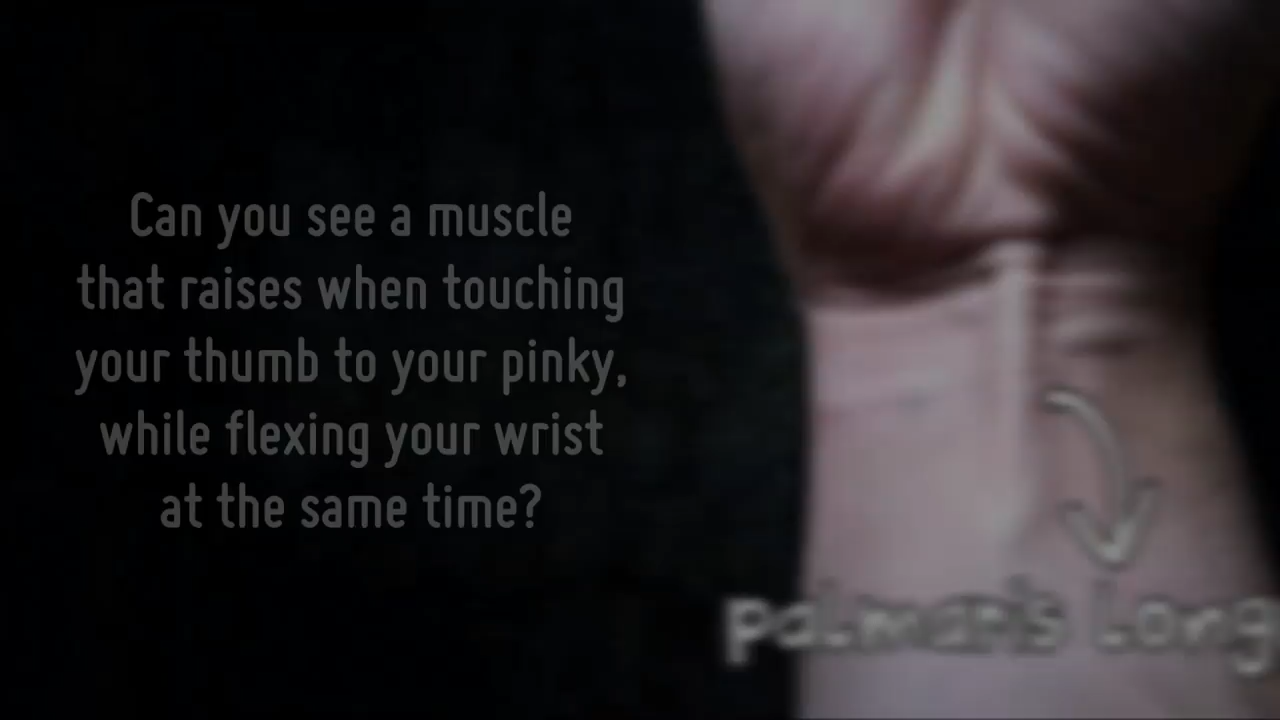 Can you see a muscle
that raises when touching
your thumb to your pinky,
while flexing your wrist
at the same time?
palmaris Long